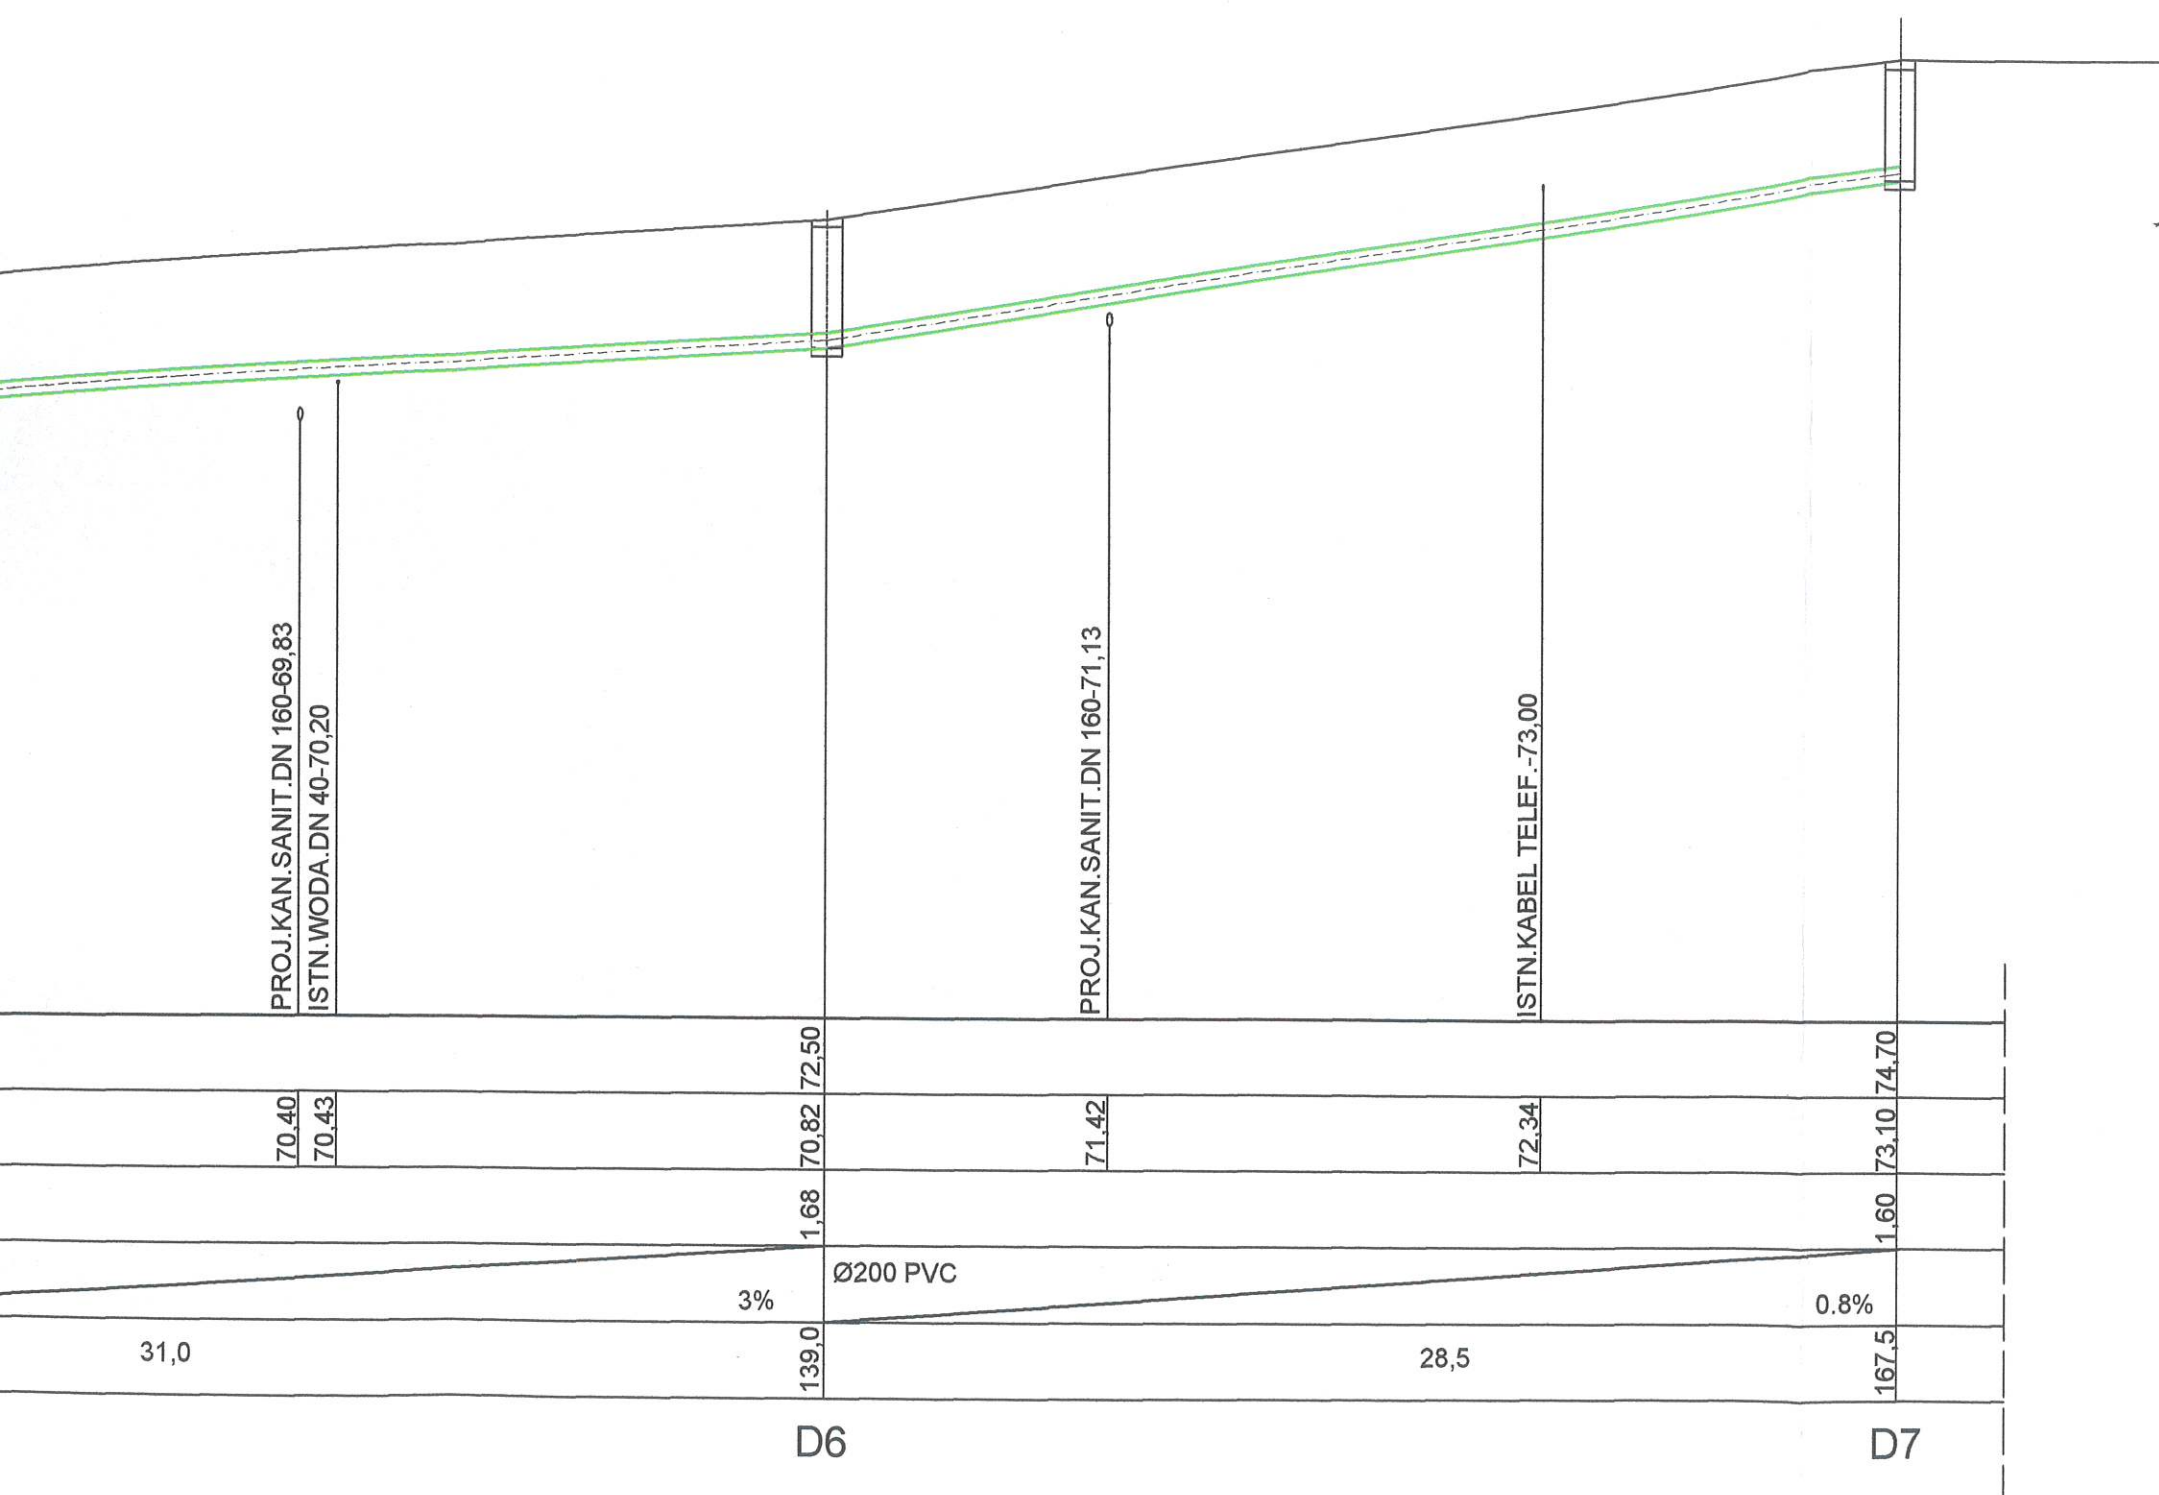 PROJ.KAN.SANIT.DN 160-69,83
ISTN.WODA.DN 40-70,20
PROJ.KAN.SANIT.DN 160-71,13
ISTN.KABEL TELEF.-73,00
72,50
74,70
70,40
70,43
70,82
71,42
72,34
73,10
1,68
1,60
Ø200 PVC
3%
0.8%
31,0
139,0
28,5
167,5
D6
D7